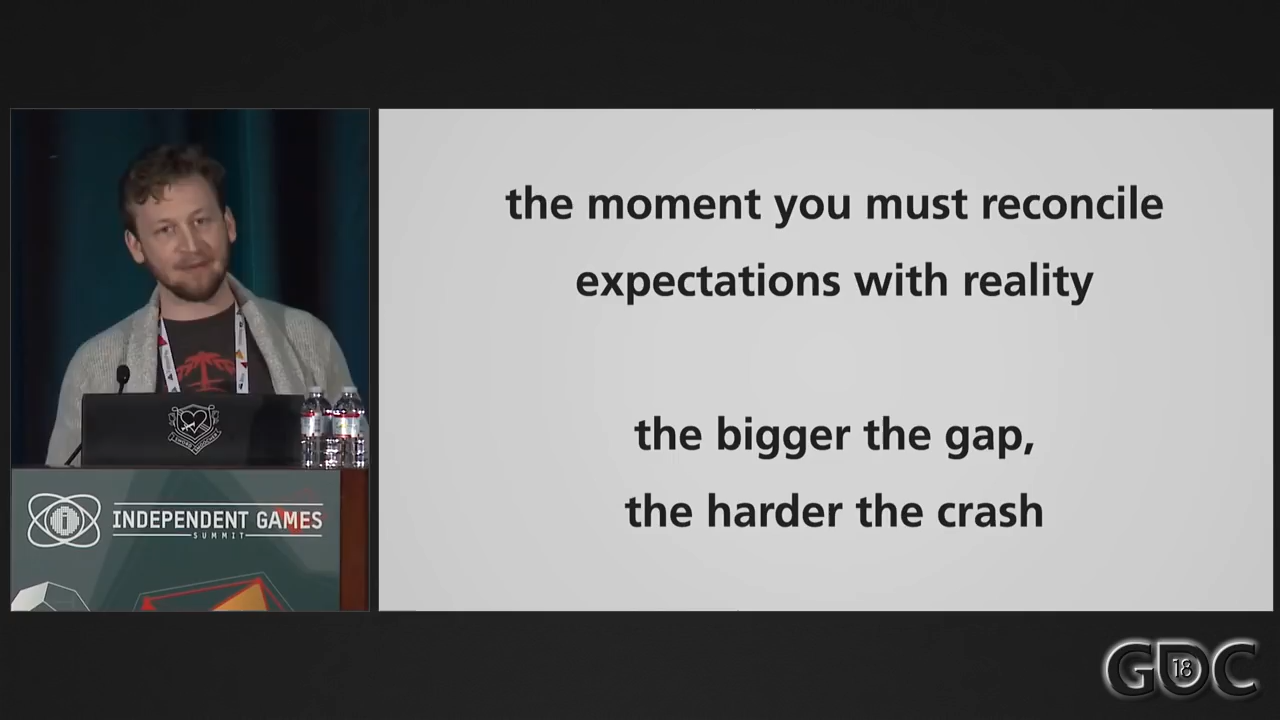 the moment you must reconcile
expectations with reality
the bigger the gap,
the harder the crash
INDEPENDENT GAMES
SUMMIT
GDC
18